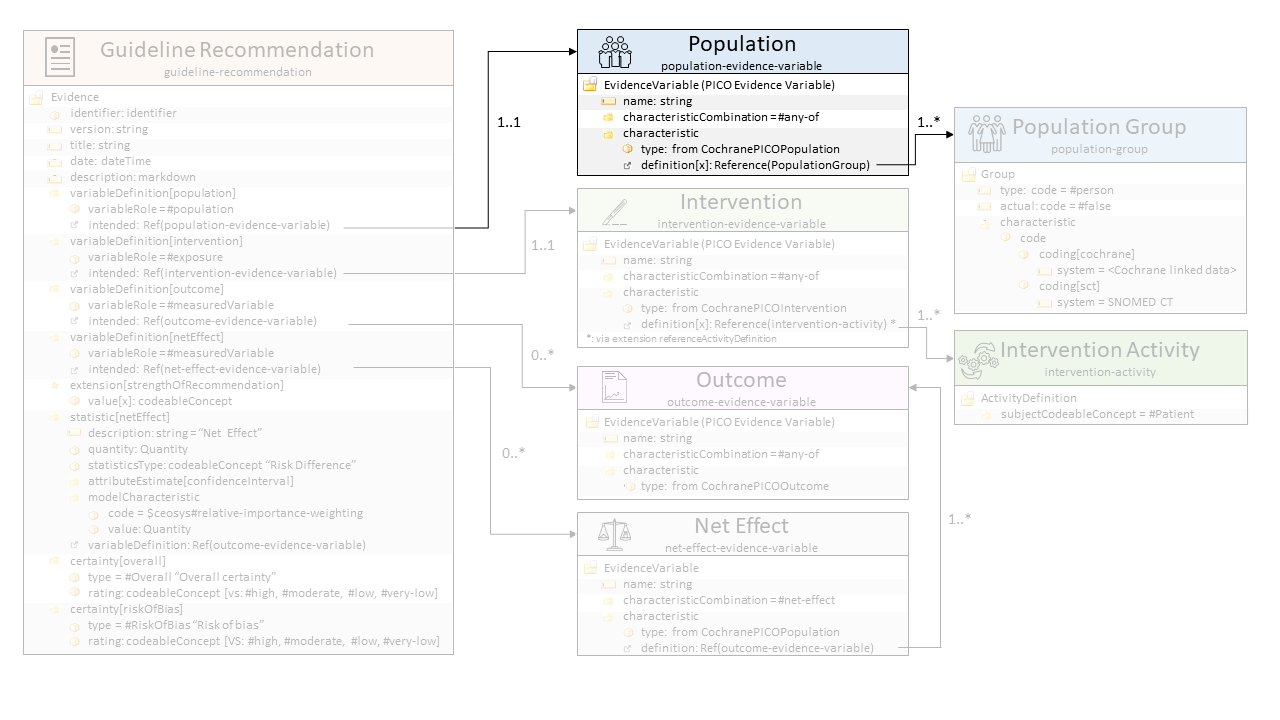 Guideline Recommendation
guideline-recommendation
Evidence
identifier: Identifier
version: string
title: string
date: dateTime
description: markdown
variableDefinition[population]
variableRole =#population
intended: Ref(population-evidence-variable)
variableDefinition[intervention]
variableRole =#exposure
intended: Ref(intervention-evidence-variable)
variableDefinition[outcome]
variableRole =#measuredVariable
intended: Ref(outcome-evidence-variable)
variableDefinition[netEffect]
variableRole =#measuredVariable
intended: Ref(net-effect-evidence-variable)
extension[strengthOfRecommendation]
value[x]: codeableConcept
statistic[netEffect]
description: string = “Net Effect”
quantity: Quantity
statisticsType: codeableConcept “Risk Difference”
attributeEstimate[confidenceInterval]
modelCharacteristic
code = $ceosys#relative-importance-weighting
value: Quantity
variableDefinition: Ref(outcome-evidence-variable)
certainty[overall]
type = #Overall “Overall certainty”
rating: codeableConcept [vs: #high, #moderate, #low, #very-low]
certainty[riskOfBias]
type = #RiskOfBias “Risk of bias”
rating: codeableConcept [VS: #high, #moderate, #low, #very-low]
1..1
1..1
0..*
0..*
Population
population-evidence-variable
EvidenceVariable (PICO Evidence Variable)
name: string
characteristicCombination =#any-of
characteristic
type: from CochranePICOPopulation
definition[x]: Reference(PopulationGroup)
Intervention
intervention-evidence-variable
EvidenceVariable (PICO Evidence Variable)
name: string
characteristicCombination =#any-of
characteristic
type: from CochranePICOIntervention
definition[x]: Reference(intervention-activity) *
*: via extension referenceActivityDefinition
Outcome
outcome-evidence-variable
EvidenceVariable (PICO Evidence Variable)
name: string
characteristicCombination =#any-of
characteristic
type: from CochranePICOOutcome
Net Effect
net-effect-evidence-variable
EvidenceVariable
name: string
characteristicCombination =#net-effect
characteristic
type: from CochranePICOPopulation
definition: Ref(outcome-evidence-variable)
1..*
1..*
1..*
Population Group
population-group
Group
type: code = #person
actual: code = #false
characteristic
code
coding[cochrane]
system = <Cochrane linked data>
coding[sct]
system = SNOMED CT
Intervention Activity
intervention-activity
ActivityDefinition
subjectCodeableConcept = #Patient